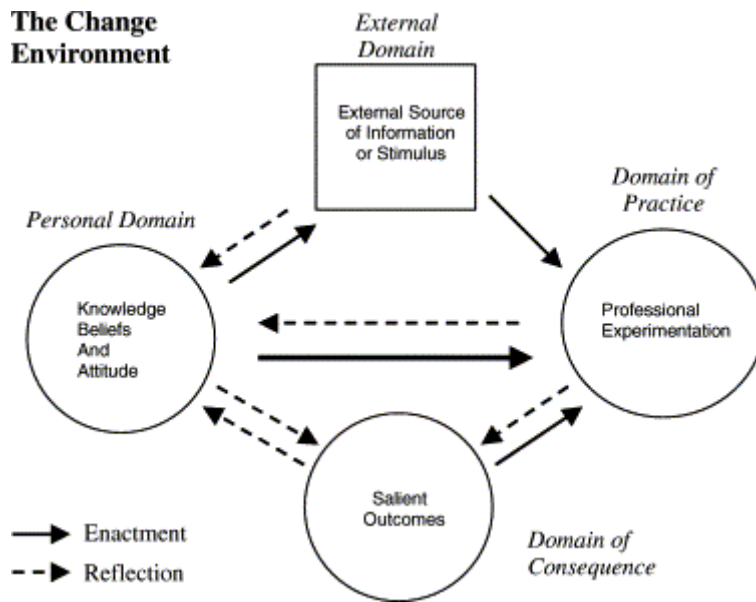 The Change
Environment
External
Domain
External Source
of Information
or Stimulus
Domain of
Practice
Personal Domain
Knowledge
Beliefs
And
Attitude
Professional
Experimentation
Salient
Outcomes
Enactment
Reflection
Domain of
Consequence